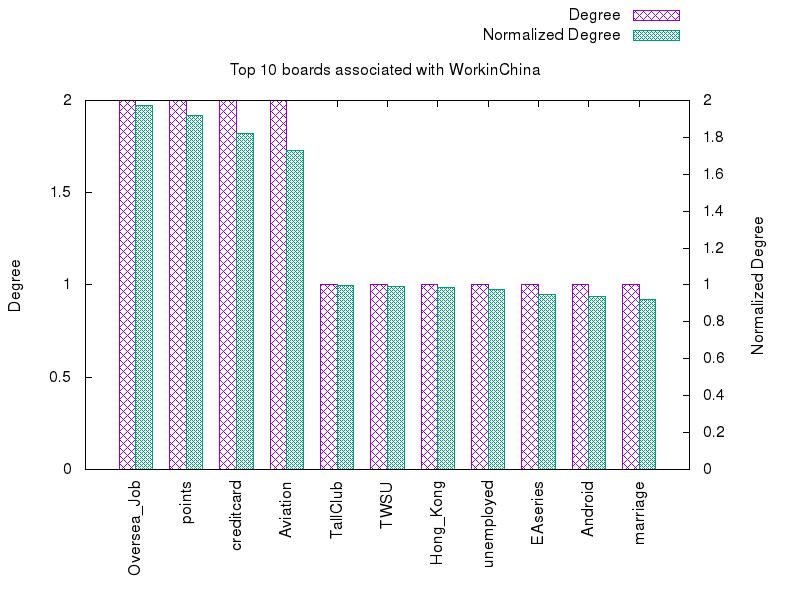 Degree
Normalized Degree
Top 10 boards associated with WorkinChina
2
1.5
1
0.5
0
Degree
2
1.8
1.6
1.4
1.2
1
0.8
0.6
0.4
0.2
0
Normalized Degree
Oversea_Job
points
creditcard
Aviation
TallClub
TWSU
Hong_Kong
unemployed
EAseries
Android
marriage